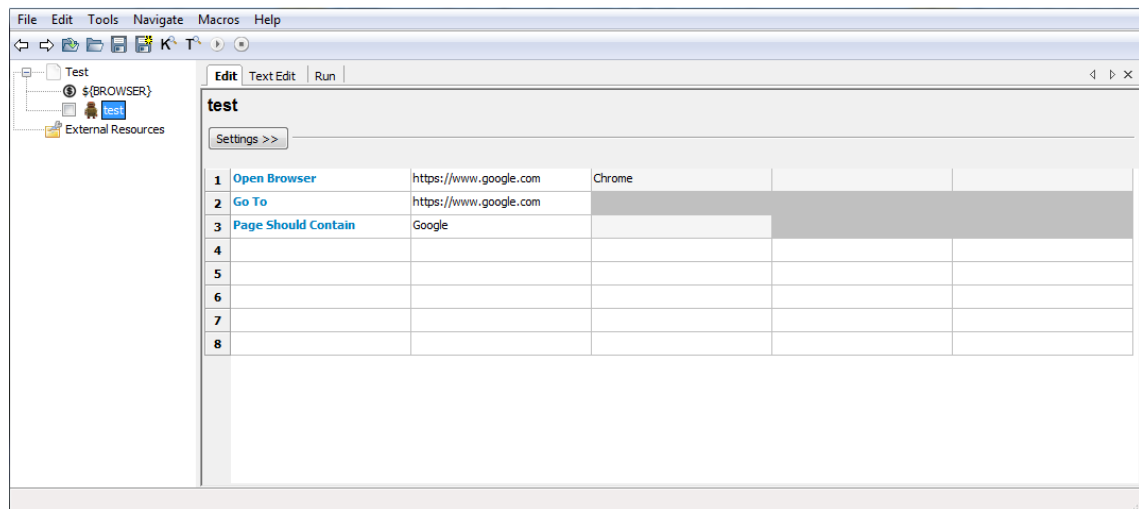 File Edit Tools Navigate Macros Help
Test
${BROWSER}
test
External Resources
Edit Text Edit Run
test
Settings >>
1 Open Browser https://www.google.com Chrome
2 Go To https://www.google.com
3 Page Should Contain Google
4
5
6
7
8